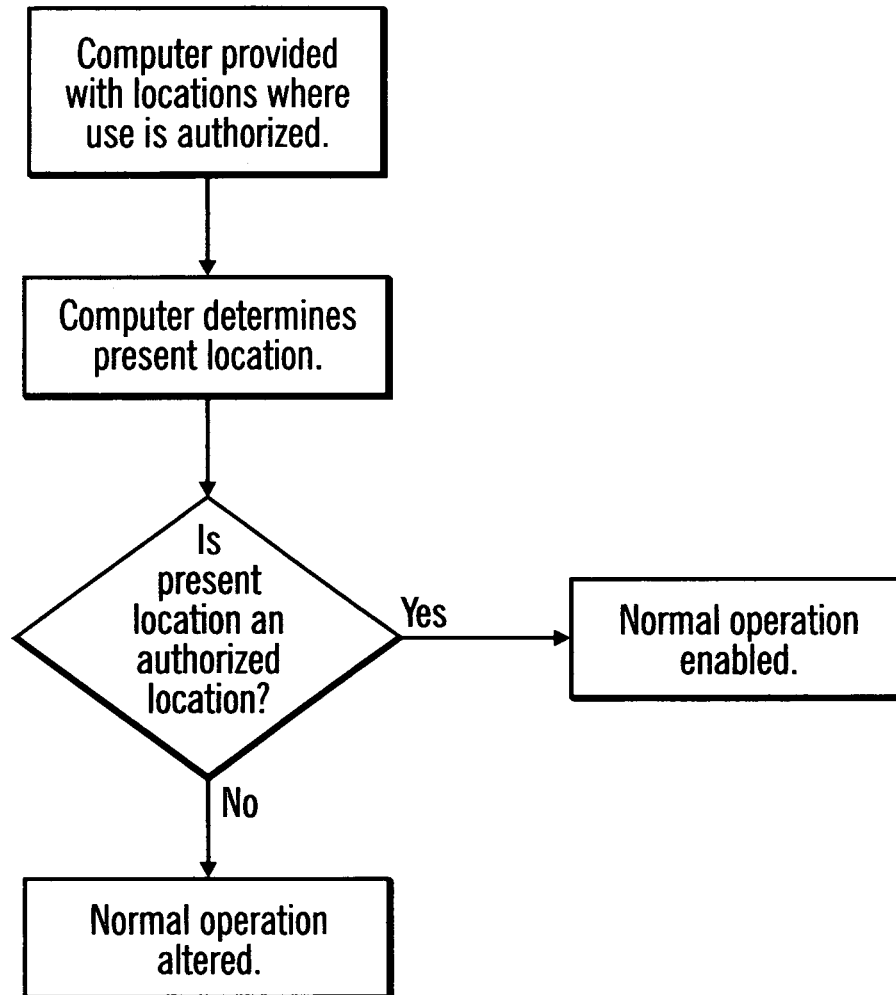 Computer provided
with locations where
use is authorized.
Computer determines
present location.
Is
present
location an
authorized
location?
Yes
Normal operation
enabled.
No
Normal operation
altered.